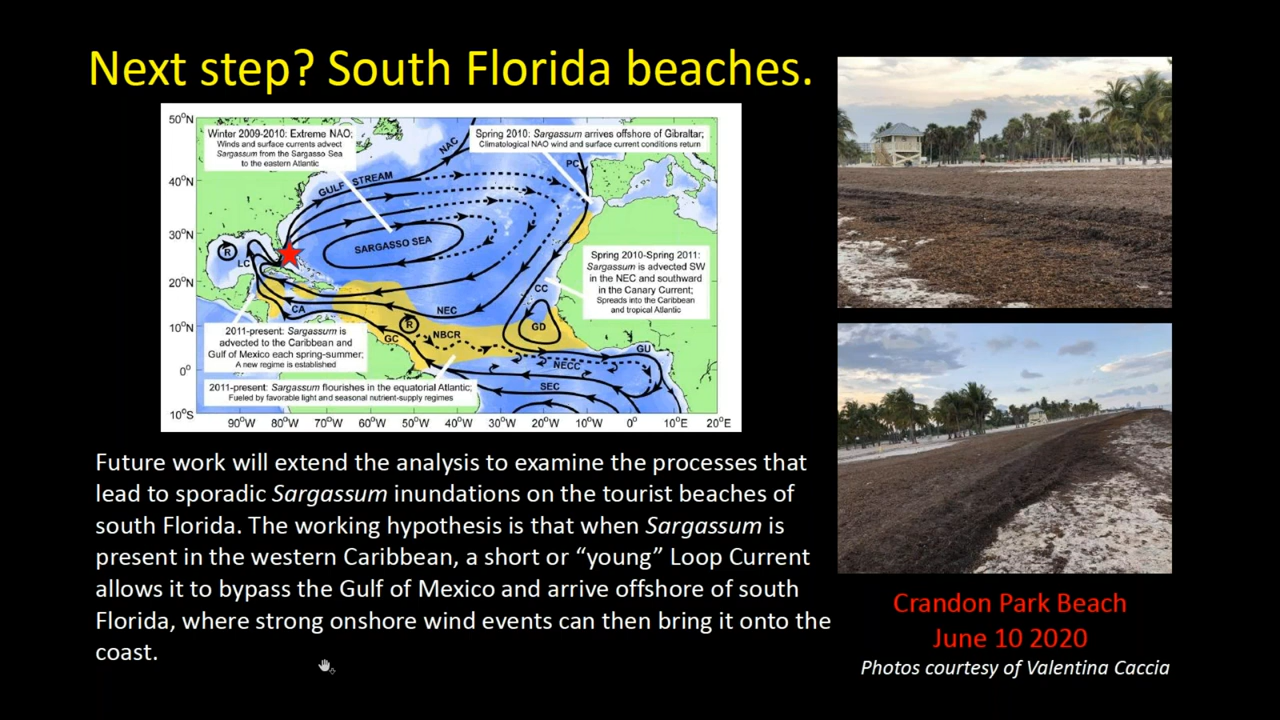 Next step? South Florida beaches.
50°N
40°N
30°N
20°N
10°N
0°
10°S
90°W 80°W 70°W 60°W 50°W 40°W 30°W 20°W 10°W 0° 10°E 20°E
Winter 2009-2010: Extreme NAO;
Winds and surface currents advect
Sargassum from the Sargasso Sea
to the eastern Atlantic
Spring 2010: Sargassum arrives offshore of Gibraltar;
Climatological NAO wind and surface current conditions return
NAC
PC
GULF STREAM
SARGASSO SEA
R
LC
Spring 2010-Spring 2011:
Sargassum is advected SW
in the NEC and southward
in the Canary Current;
Spreads into the Caribbean
and tropical Atlantic
CC
CA
NEC
R
GD
NBCR
GC
GU
NECC
SEC
2011-present: Sargassum is
advected to the Caribbean and
Gulf of Mexico each spring-summer;
A new regime is established
2011-present: Sargassum flourishes in the equatorial Atlantic;
Fueled by favorable light and seasonal nutrient-supply regimes
Future work will extend the analysis to examine the processes that
lead to sporadic Sargassum inundations on the tourist beaches of
south Florida. The working hypothesis is that when Sargassum is
present in the western Caribbean, a short or “young” Loop Current
allows it to bypass the Gulf of Mexico and arrive offshore of south
Florida, where strong onshore wind events can then bring it onto the
coast.
Crandon Park Beach
June 10 2020
Photos courtesy of Valentina Caccia